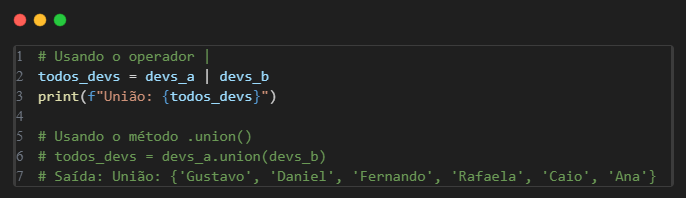 1 # Usando o operador |
2 todos_devs = devs_a | devs_b
3 print(f"União: {todos_devs}")
4
5 # Usando o método .union()
6 # todos_devs = devs_a.union(devs_b)
7 # Saída: União: {'Gustavo', 'Daniel', 'Fernando', 'Rafaela', 'Caio', 'Ana'}